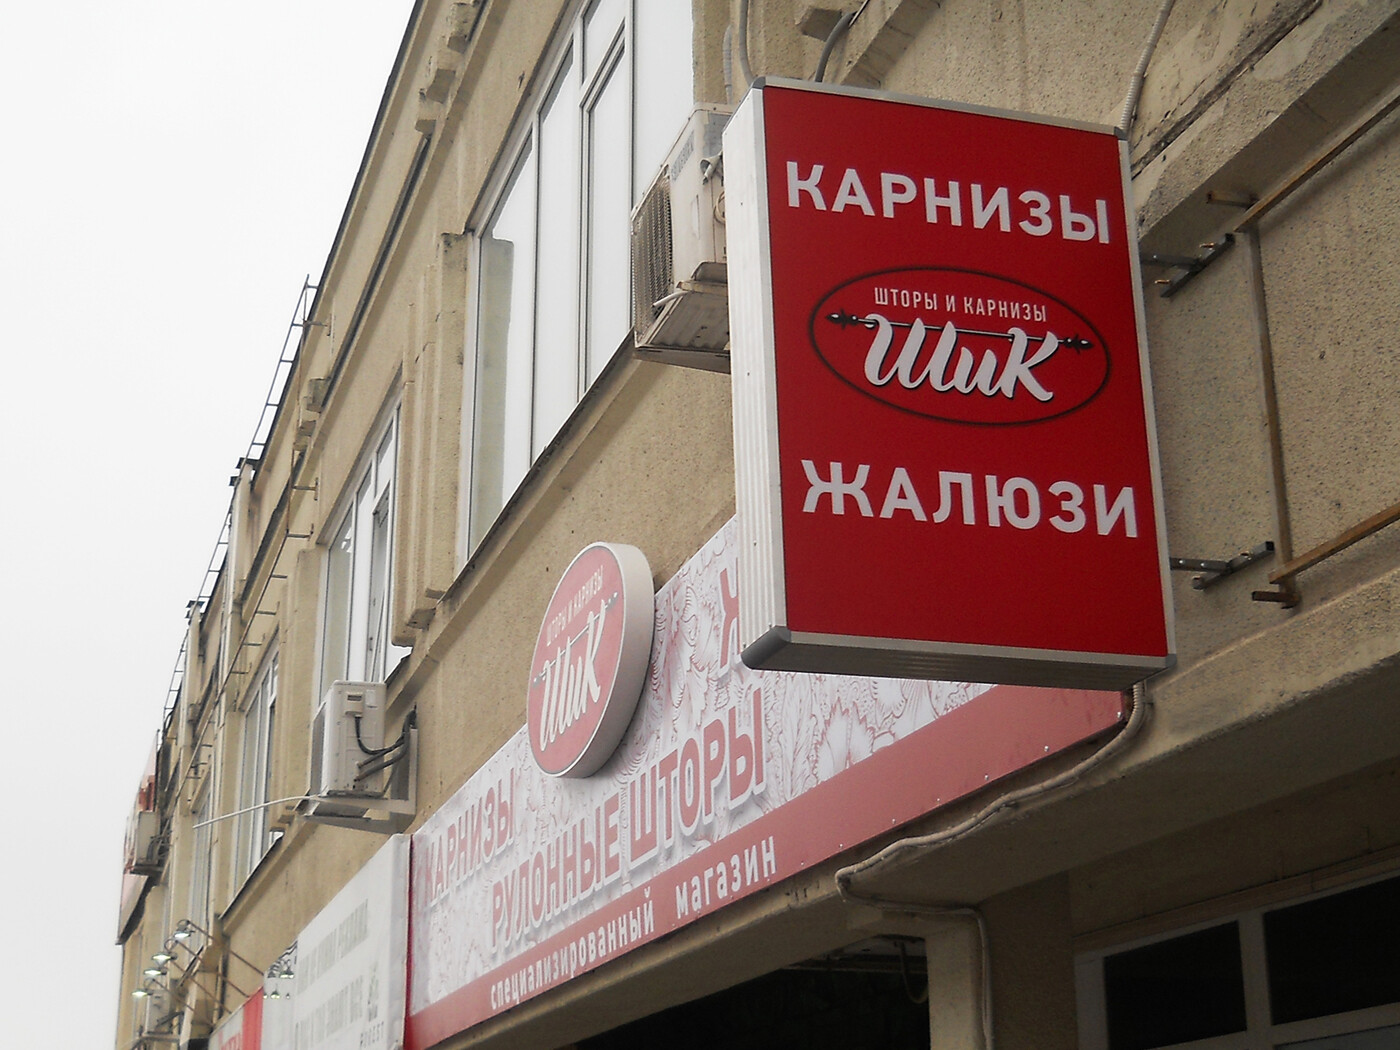 КАРНИЗЫ
ШТОРЫ И КАРНИЗЫ
ШиК
ЖАЛЮЗИ
ШТОРЫ И КАРНИЗЫ
ШиК
КАРНИЗЫ
РУЛОННЫЕ ШТОРЫ
специализированный магазин